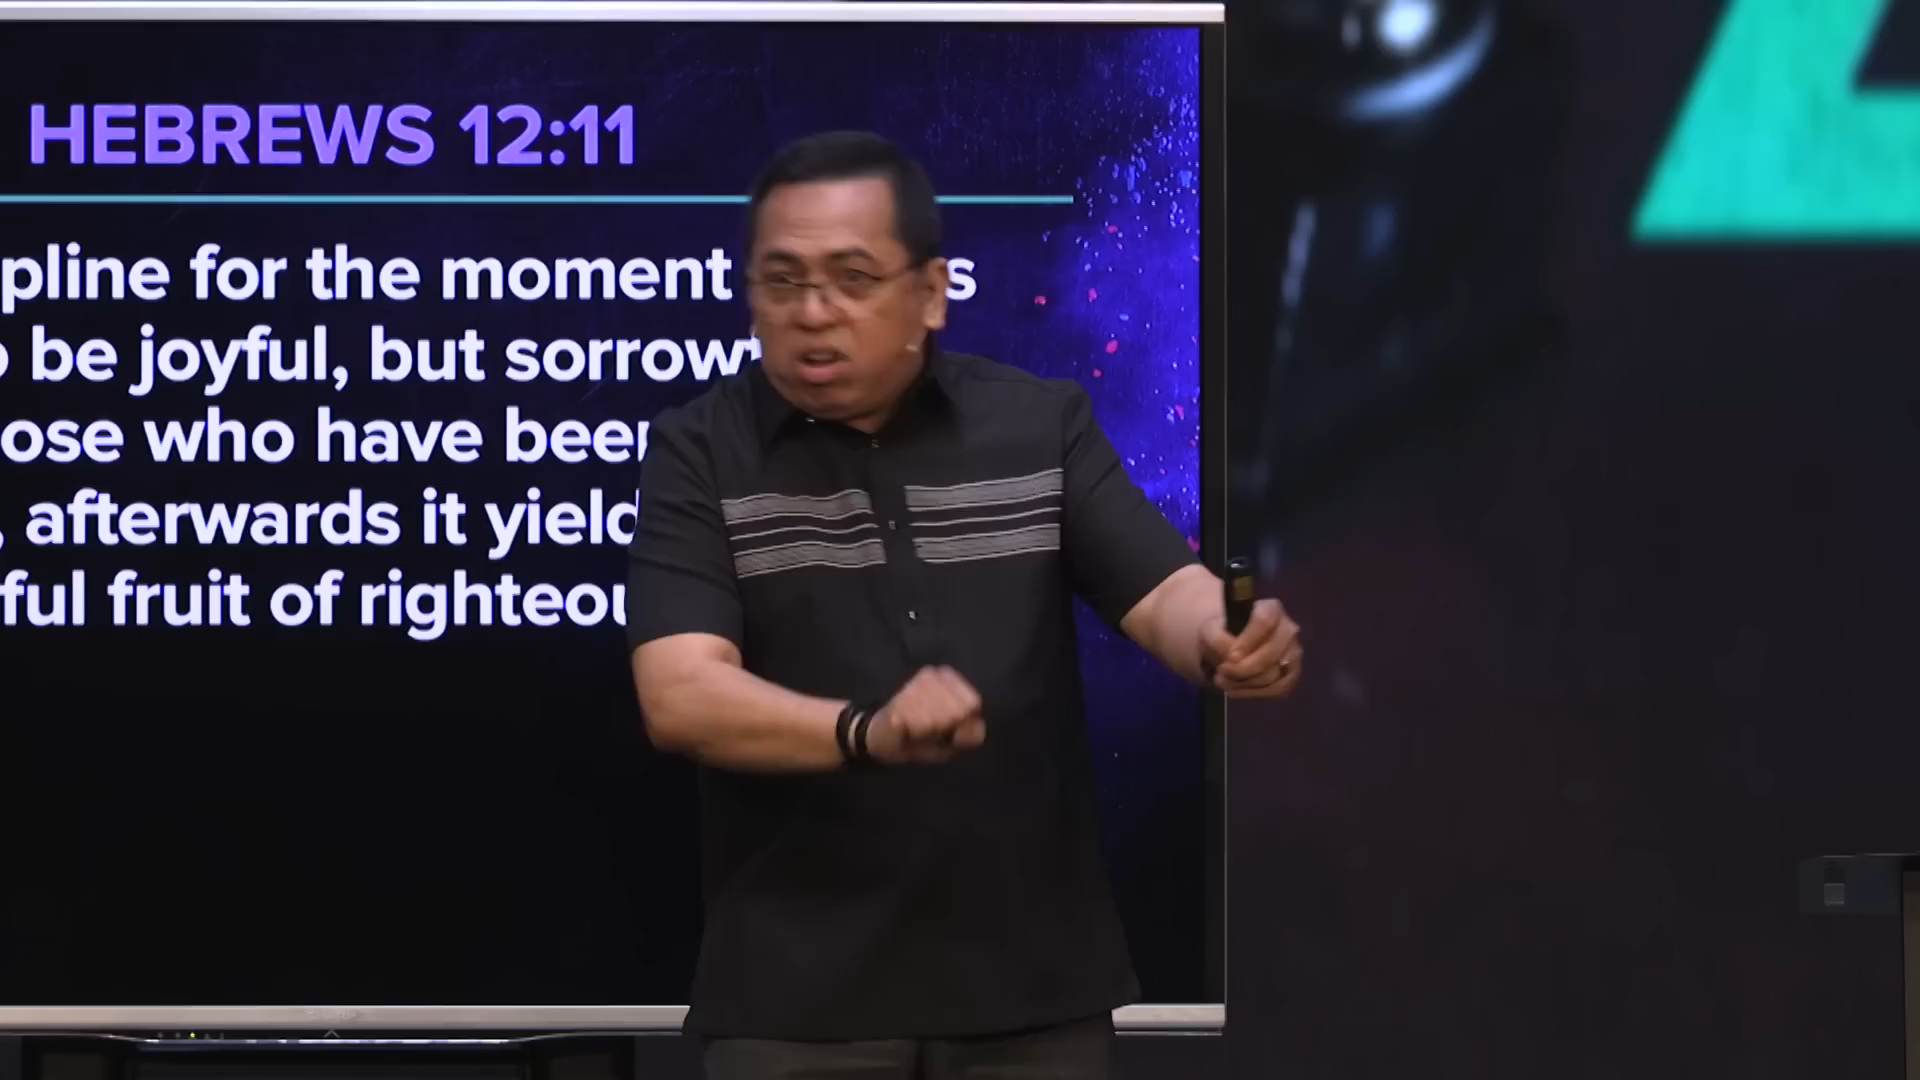 HEBREWS 12:11
pline for the moment s
be joyful, but sorrow
ose who have been
, afterwards it yield
ful fruit of righteou